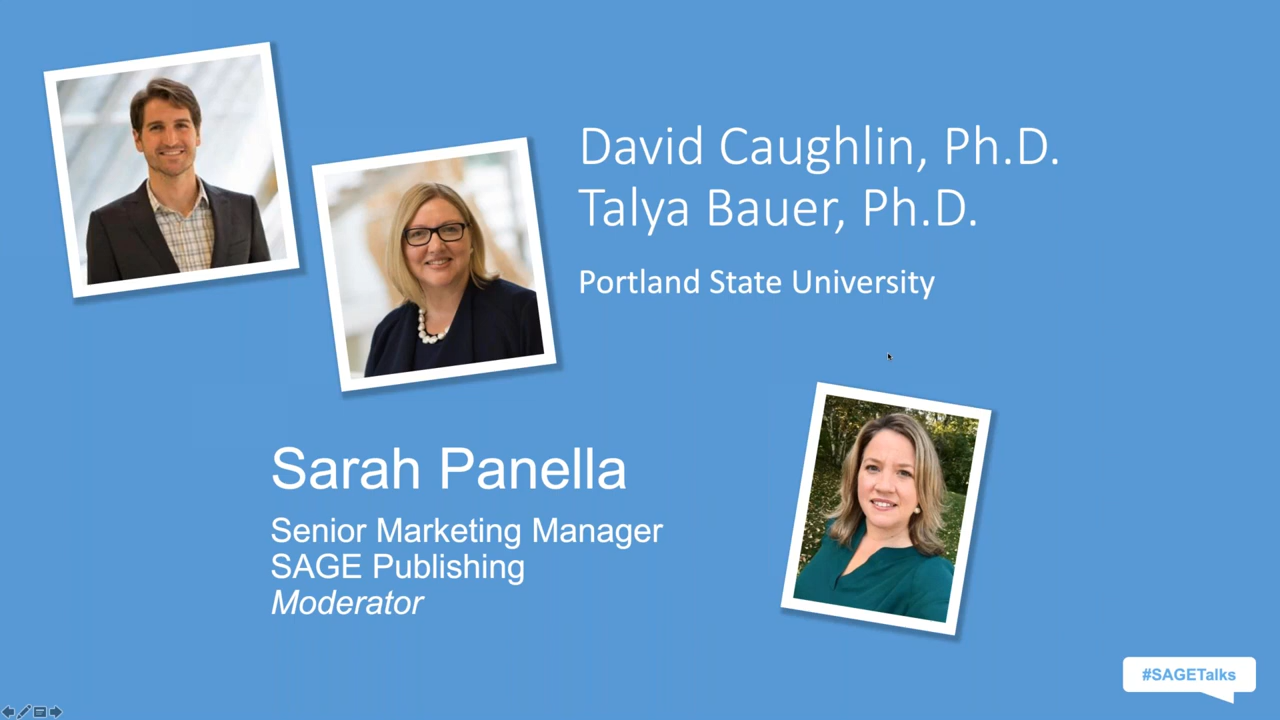 David Caughlin, Ph.D.
Talya Bauer, Ph.D.
Portland State University
Sarah Panella
Senior Marketing Manager
SAGE Publishing
Moderator
#SAGETalks